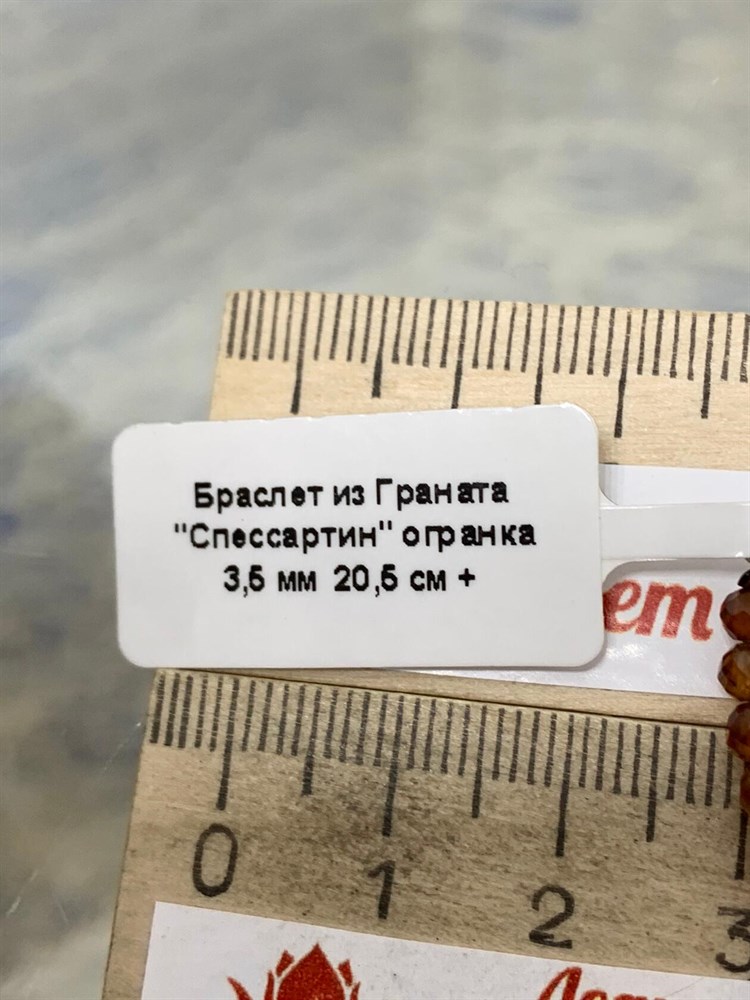 Браслет из Граната
"Спессартин" огранка
3,5 мм 20,5 см +
0 1 2 3